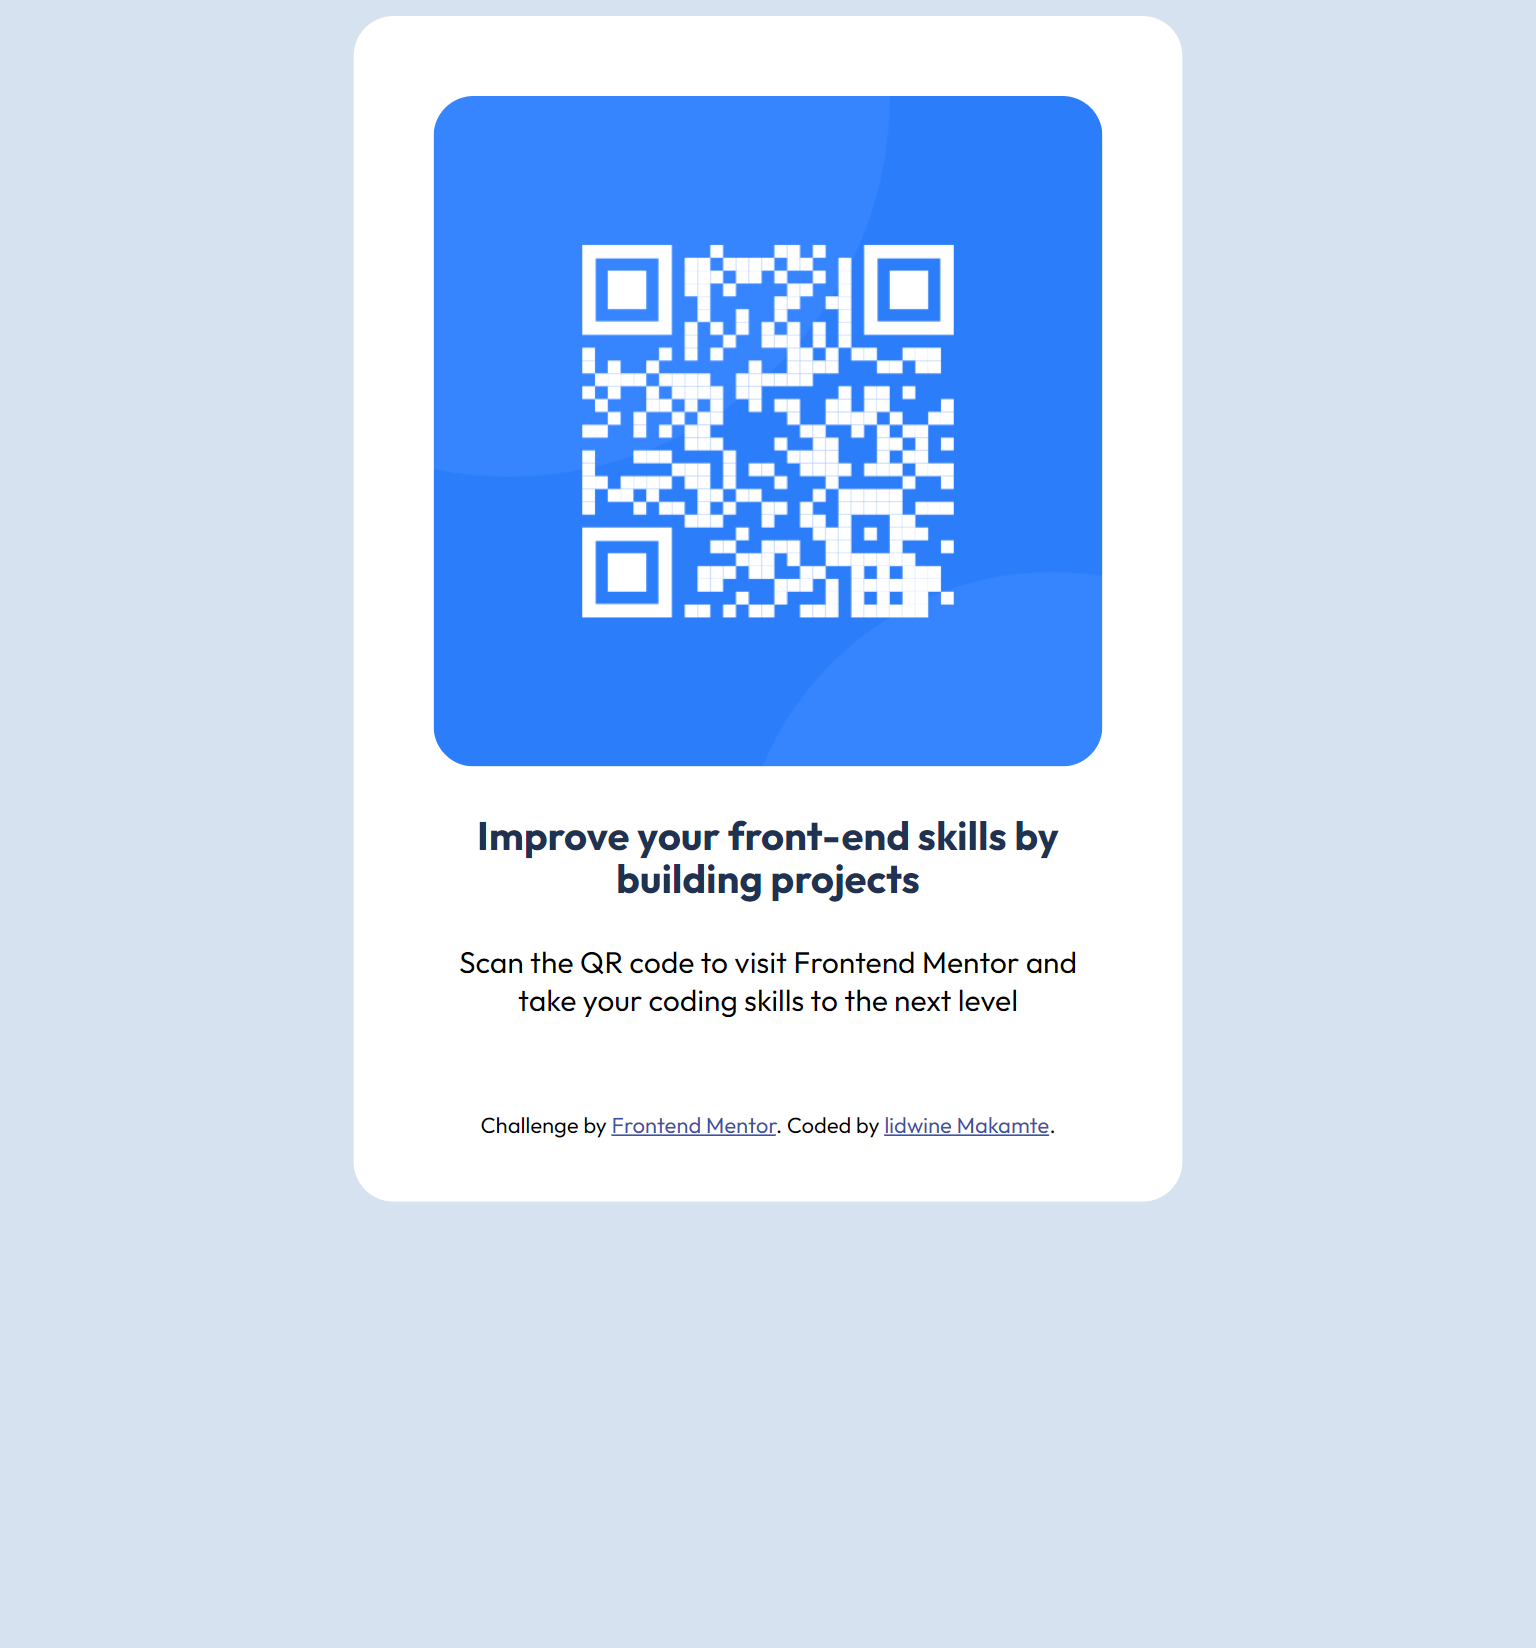 Improve your front-end skills by
building projects
Scan the QR code to visit Frontend Mentor and
take your coding skills to the next level
Challenge by Frontend Mentor. Coded by lidwine Makamte.